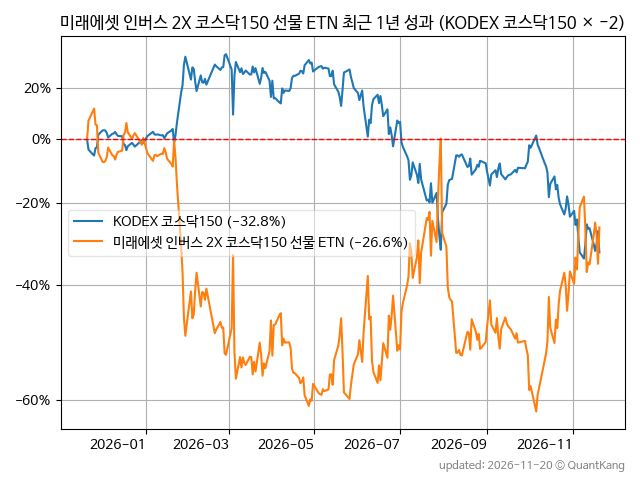 미래에셋 인버스 2X 코스닥150 선물 ETN 최근 1년 성과 (KODEX 코스닥150 × −2)
20%
0%
−20%
−40%
−60%
KODEX 코스닥150 (−32.8%)
미래에셋 인버스 2X 코스닥150 선물 ETN (−26.6%)
2026-01
2026-03
2026-05
2026-07
2026-09
2026-11
updated: 2026-11-20 © QuantKang